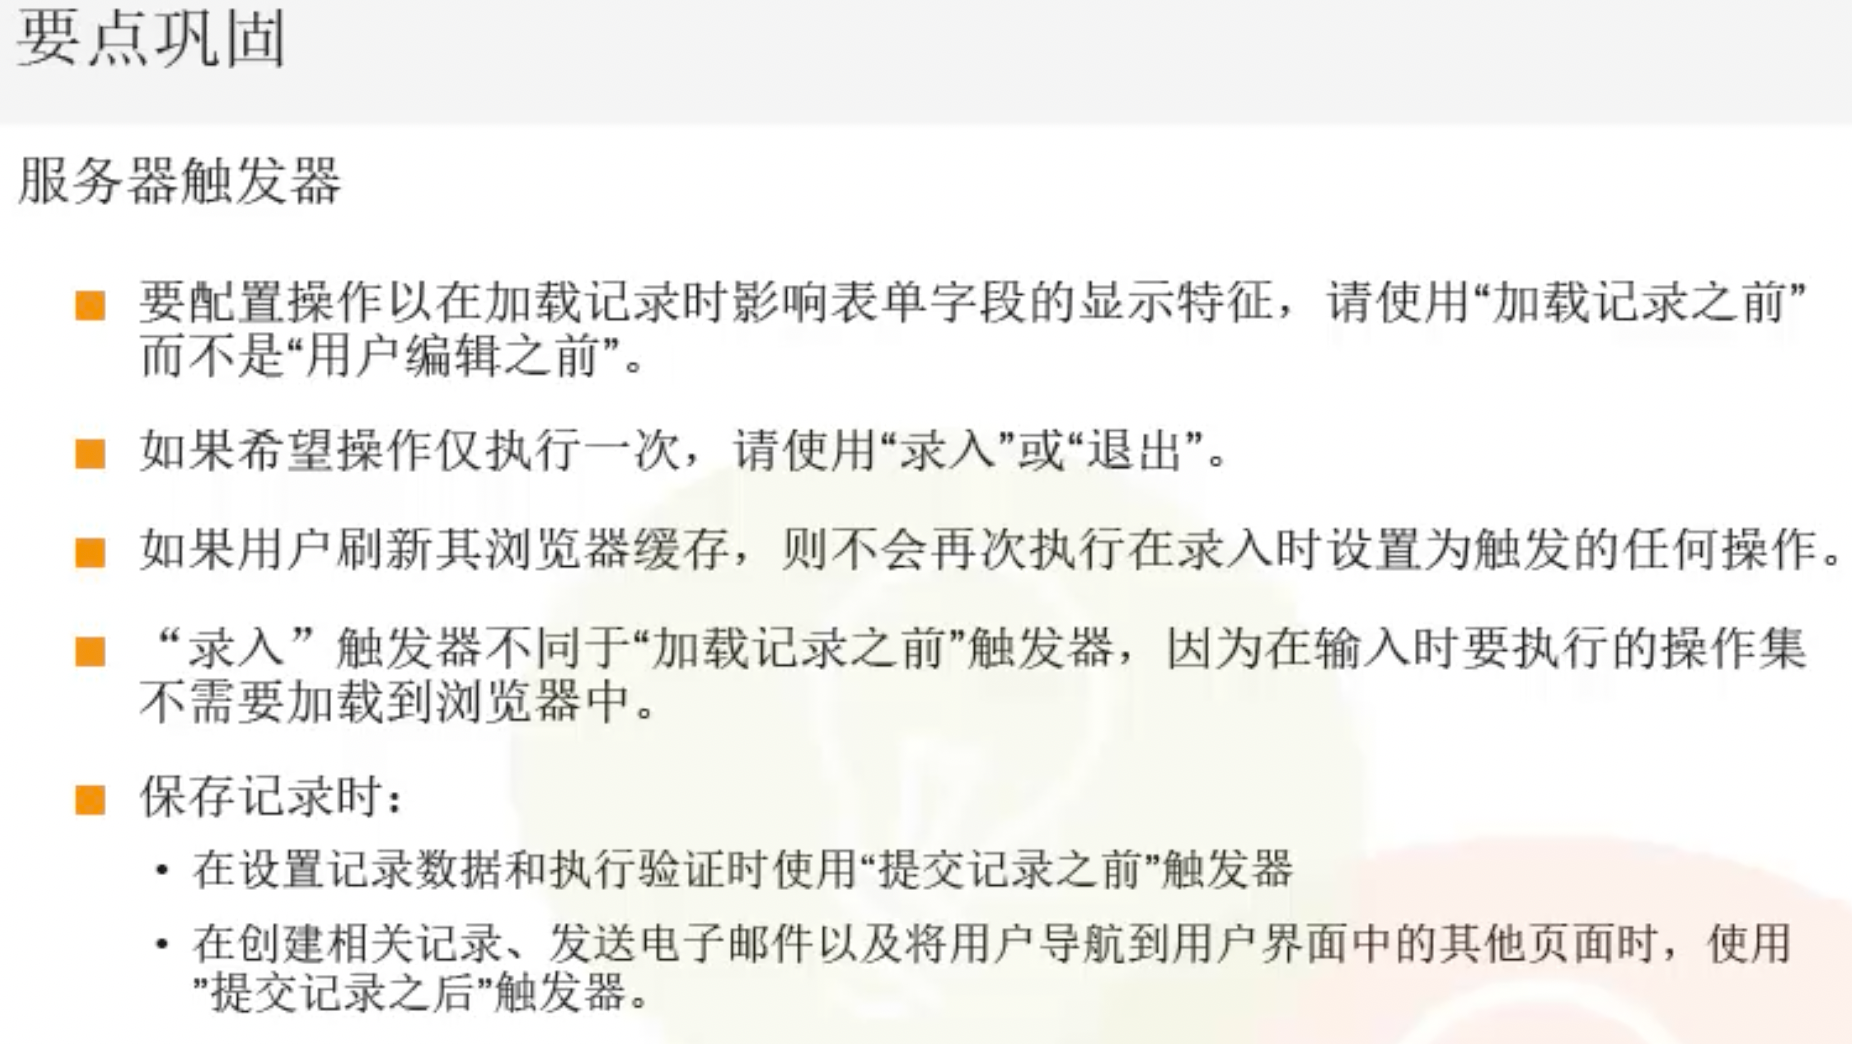 要点巩固
服务器触发器
■ 要配置操作以在加载记录时影响表单字段的显示特征，请使用“加载记录之前”
而不是“用户编辑之前”。
■ 如果希望操作仅执行一次，请使用“录入”或“退出”。
■ 如果用户刷新其浏览器缓存，则不会再次执行在录入时设置为触发的任何操作。
■ “录入”触发器不同于“加载记录之前”触发器，因为在输入时要执行的操作集
不需要加载到浏览器中。
■ 保存记录时：
• 在设置记录数据和执行验证时使用“提交记录之前”触发器
• 在创建相关记录、发送电子邮件以及将用户导航到用户界面中的其他页面时，使用
”提交记录之后”触发器。